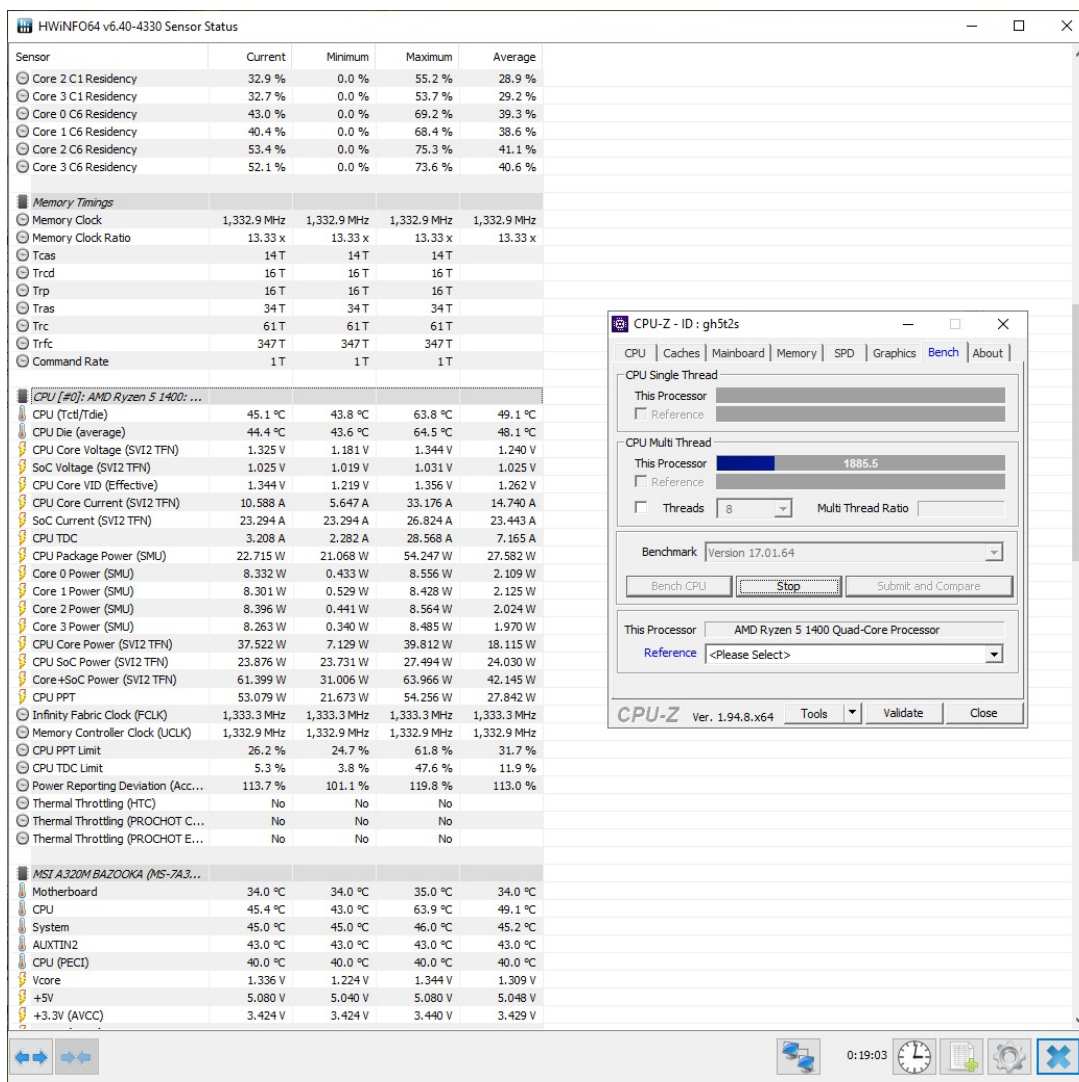 HWiNFO64 v6.40-4330 Sensor Status
Sensor Current Minimum Maximum Average
Core 2 C1 Residency 32.9 % 0.0 % 55.2 % 28.9 %
Core 3 C1 Residency 32.7 % 0.0 % 53.7 % 29.2 %
Core 0 C6 Residency 43.0 % 0.0 % 69.2 % 39.3 %
Core 1 C6 Residency 40.4 % 0.0 % 68.4 % 38.6 %
Core 2 C6 Residency 53.4 % 0.0 % 75.3 % 41.1 %
Core 3 C6 Residency 52.1 % 0.0 % 73.6 % 40.6 %
Memory Timings
Memory Clock 1,332.9 MHz 1,332.9 MHz 1,332.9 MHz 1,332.9 MHz
Memory Clock Ratio 13.33 x 13.33 x 13.33 x 13.33 x
Tcas 14 T 14 T 14 T
Trcd 16 T 16 T 16 T
Trp 16 T 16 T 16 T
Tras 34 T 34 T 34 T
Trc 61 T 61 T 61 T
Trfc 347 T 347 T 347 T
Command Rate 1 T 1 T 1 T
CPU [#0]: AMD Ryzen 5 1400: ...
CPU (Tctl/Tdie) 45.1 °C 43.8 °C 63.8 °C 49.1 °C
CPU Die (average) 44.4 °C 43.6 °C 64.5 °C 48.1 °C
CPU Core Voltage (SVI2 TFN) 1.325 V 1.181 V 1.344 V 1.240 V
SoC Voltage (SVI2 TFN) 1.025 V 1.019 V 1.031 V 1.025 V
CPU Core VID (Effective) 1.344 V 1.219 V 1.356 V 1.262 V
CPU Core Current (SVI2 TFN) 10.588 A 5.647 A 33.176 A 14.740 A
SoC Current (SVI2 TFN) 23.294 A 23.294 A 26.824 A 23.443 A
CPU TDC 3.208 A 2.282 A 28.568 A 7.165 A
CPU Package Power (SMU) 22.715 W 21.068 W 54.247 W 27.582 W
Core 0 Power (SMU) 8.332 W 0.433 W 8.556 W 2.109 W
Core 1 Power (SMU) 8.301 W 0.529 W 8.428 W 2.125 W
Core 2 Power (SMU) 8.396 W 0.441 W 8.564 W 2.024 W
Core 3 Power (SMU) 8.263 W 0.340 W 8.485 W 1.970 W
CPU Core Power (SVI2 TFN) 37.522 W 7.129 W 39.812 W 18.115 W
CPU SoC Power (SVI2 TFN) 23.876 W 23.731 W 27.494 W 24.030 W
Core+SoC Power (SVI2 TFN) 61.399 W 31.006 W 63.966 W 42.145 W
CPU PPT 53.079 W 21.673 W 54.256 W 27.842 W
Infinity Fabric Clock (FCLK) 1,333.3 MHz 1,333.3 MHz 1,333.3 MHz 1,333.3 MHz
Memory Controller Clock (UCLK) 1,332.9 MHz 1,332.9 MHz 1,332.9 MHz 1,332.9 MHz
CPU PPT Limit 26.2 % 24.7 % 61.8 % 31.7 %
CPU TDC Limit 5.3 % 3.8 % 47.6 % 11.9 %
Power Reporting Deviation (Acc... 113.7 % 101.1 % 119.8 % 113.0 %
Thermal Throttling (HTC) No No No
Thermal Throttling (PROCHOT C... No No No
Thermal Throttling (PROCHOT E... No No No
MSI A320M BAZOOKA (MS-7A3...
Motherboard 34.0 °C 34.0 °C 35.0 °C 34.0 °C
CPU 45.4 °C 43.0 °C 63.9 °C 49.1 °C
System 45.0 °C 45.0 °C 46.0 °C 45.2 °C
AUXTIN2 43.0 °C 43.0 °C 43.0 °C 43.0 °C
CPU (PECI) 40.0 °C 40.0 °C 40.0 °C 40.0 °C
Vcore 1.336 V 1.224 V 1.344 V 1.309 V
+5V 5.080 V 5.040 V 5.080 V 5.048 V
+3.3V (AVCC) 3.424 V 3.424 V 3.440 V 3.429 V
0:19:03
CPU-Z - ID : gh5t2s
CPU Caches Mainboard Memory SPD Graphics Bench About
CPU Single Thread
This Processor
Reference
CPU Multi Thread
This Processor 1885.5
Reference
Threads 8 Multi Thread Ratio
Benchmark Version 17.01.64
Bench CPU Stop Submit and Compare
This Processor AMD Ryzen 5 1400 Quad-Core Processor
Reference <Please Select>
CPU-Z Ver. 1.94.8.x64 Tools Validate Close